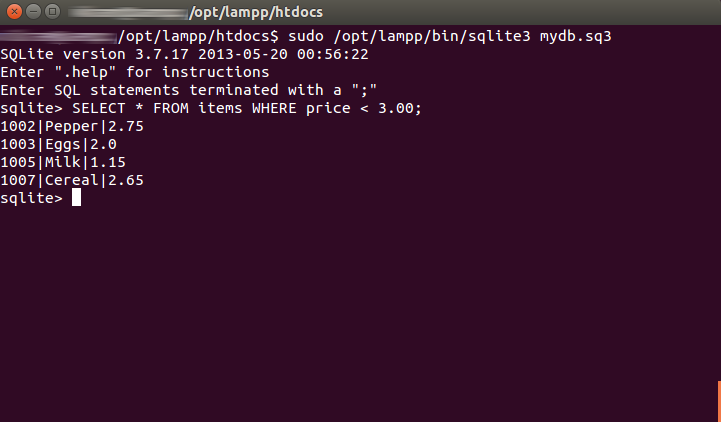 /opt/lampp/htdocs
/opt/lampp/htdocs$ sudo /opt/lampp/bin/sqlite3 mydb.sq3
SQLite version 3.7.17 2013-05-20 00:56:22
Enter ".help" for instructions
Enter SQL statements terminated with a ";"
sqlite> SELECT * FROM items WHERE price < 3.00;
1002|Pepper|2.75
1003|Eggs|2.0
1005|Milk|1.15
1007|Cereal|2.65
sqlite>